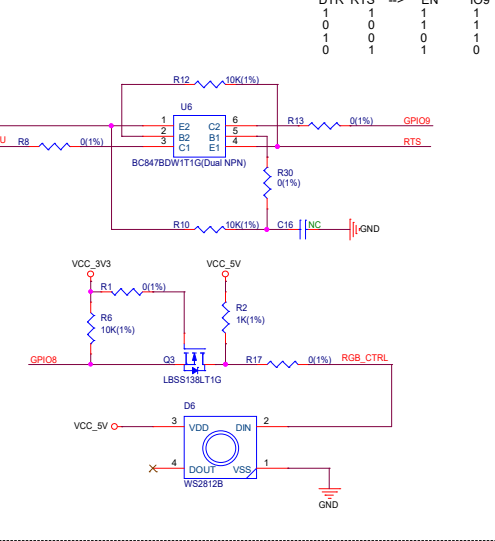 DTR RTS --> EN IO9
1 1 1 1
0 0 1 1
1 0 0 1
0 1 1 0
R12 10K(1%)
U6
1 E2 C2 6 R13 0(1%) GPIO9
2 B2 B1 5
U R8 0(1%) 3 C1 E1 4 RTS
BC847BDW1T1G(Dual NPN)
R30
0(1%)
R10 10K(1%) C16 NC GND
VCC_3V3 VCC_5V
R1 0(1%)
R6
10K(1%)
R2
1K(1%)
GPIO8 Q3 R17 0(1%) RGB_CTRL
LBSS138LT1G
D6
VCC_5V 3 VDD DIN 2
4 DOUT VSS 1
WS2812B
GND